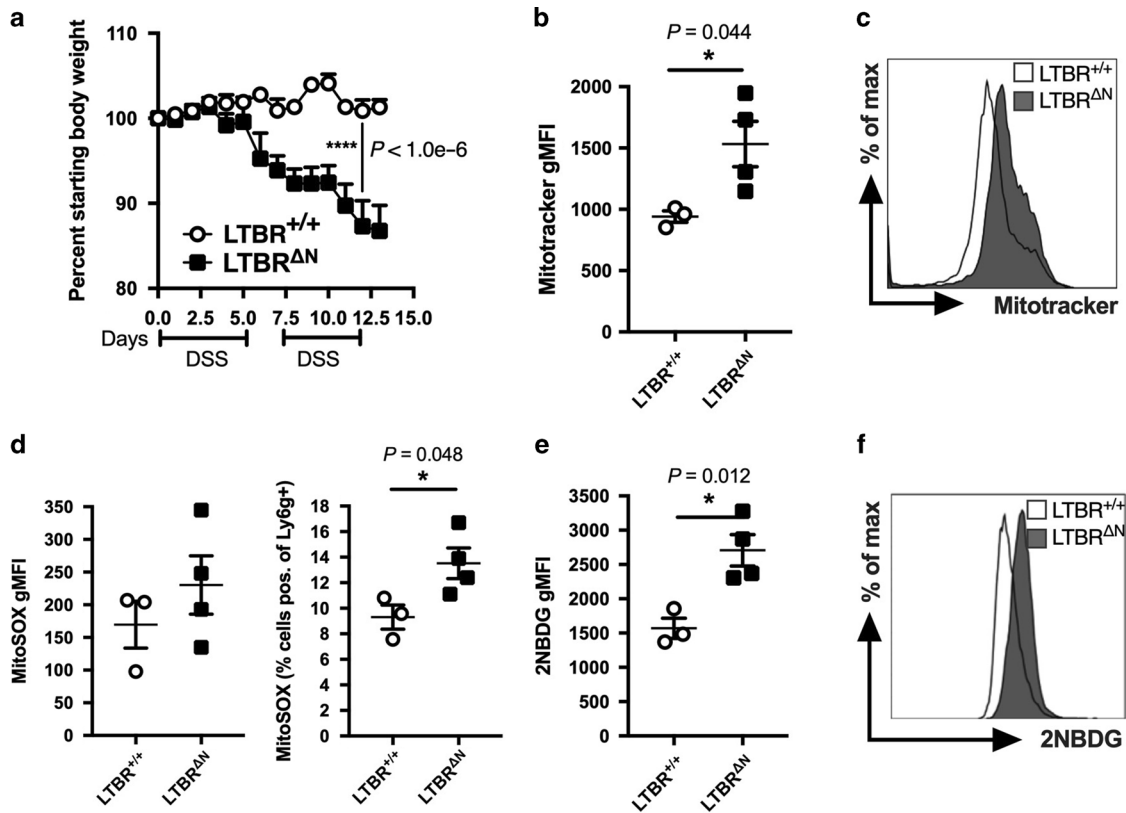 a
Percent starting body weight
110
100
90
80
**** P < 1.0e–6
LTBR+/+
LTBRΔN
0.0 2.5 5.0 7.5 10.0 12.5 15.0
Days
DSS DSS
b
P = 0.044
*
Mitotracker gMFI
2000
1500
1000
500
0
LTBR+/+ LTBRΔN
c
LTBR+/+
LTBRΔN
% of max
Mitotracker
d
MitoSOX gMFI
350
300
250
200
150
100
50
0
LTBR+/+ LTBRΔN
P = 0.048
*
MitoSOX (% cells pos. of Ly6g+)
18
16
14
12
10
8
6
4
2
0
LTBR+/+ LTBRΔN
e
P = 0.012
*
2NBDG gMFI
3500
3000
2500
2000
1500
1000
500
0
LTBR+/+ LTBRΔN
f
LTBR+/+
LTBRΔN
% of max
2NBDG